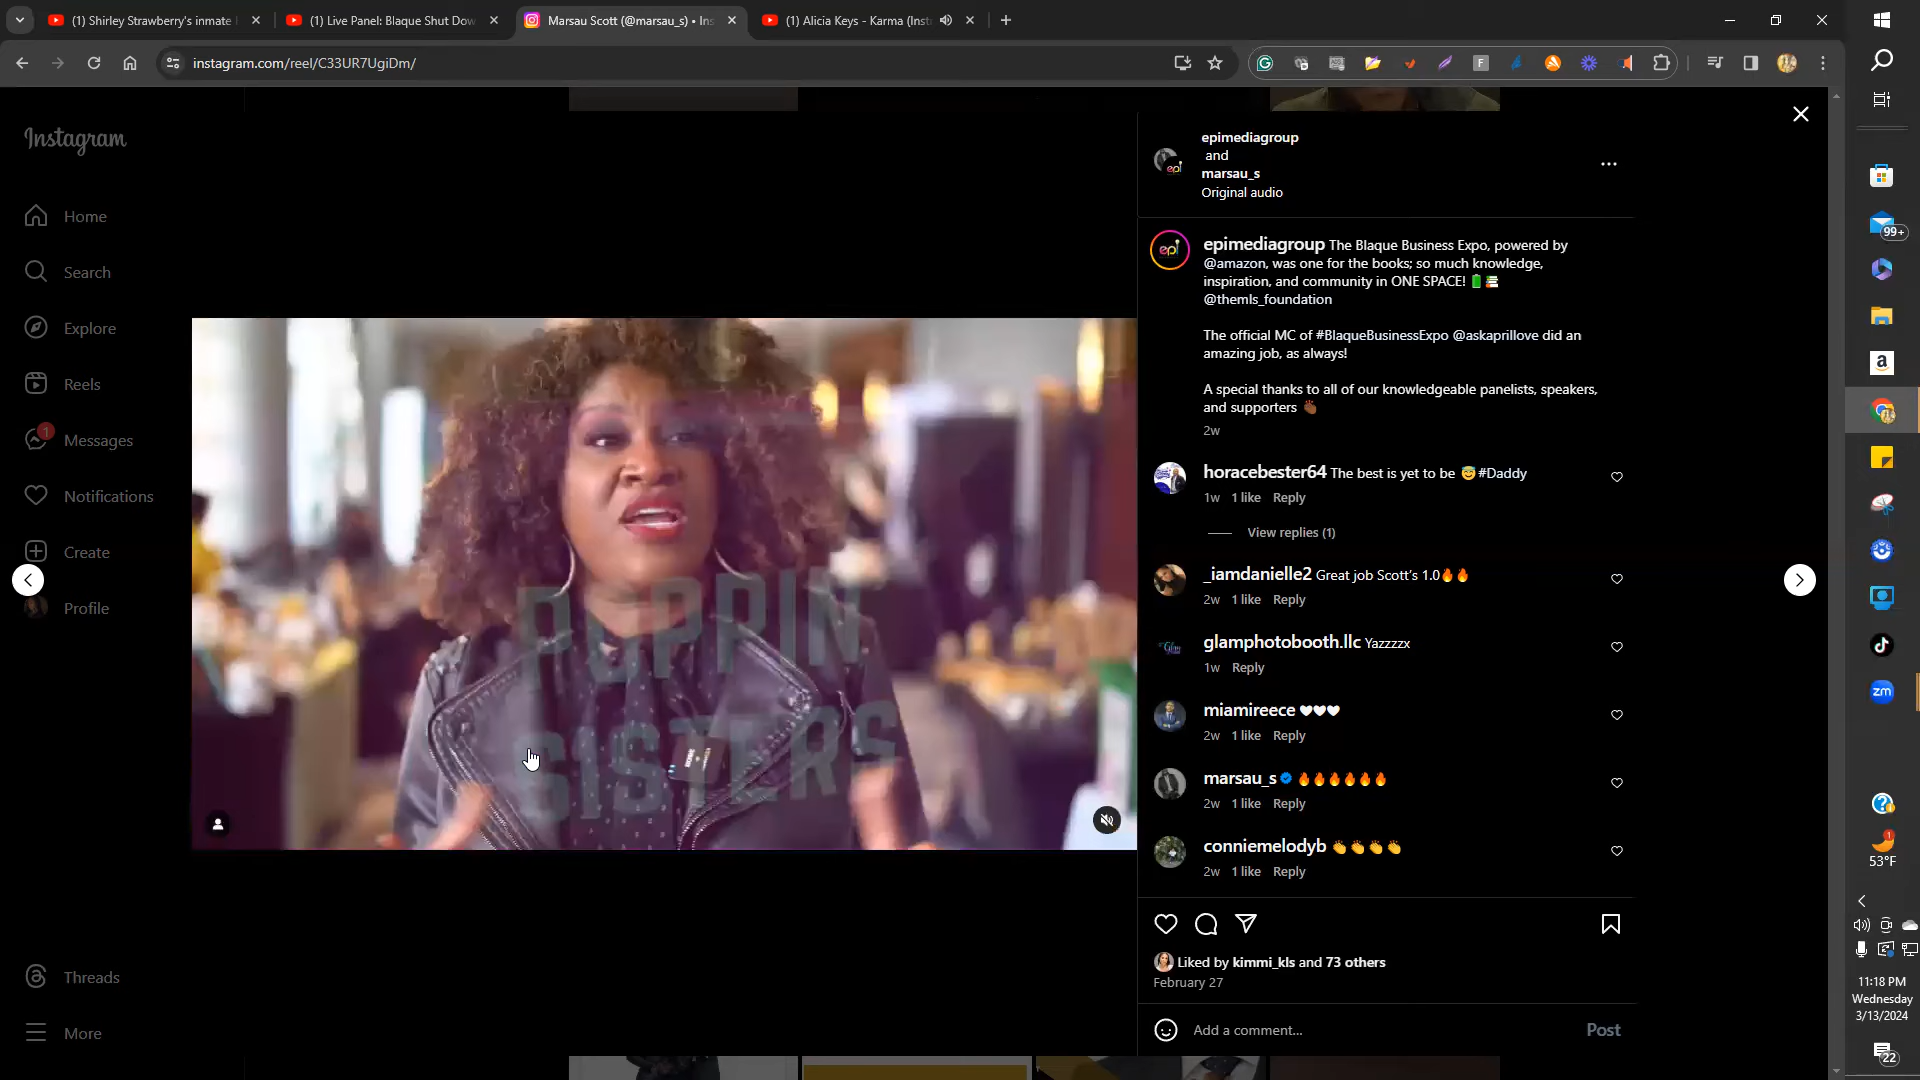 (1) Shirley Strawberry's inmate
(1) Live Panel: Blaque Shut Dow
Marsau Scott (@marsau_s) • Ins
(1) Alicia Keys - Karma (Inst
instagram.com/reel/C33UR7UgiDm/
Instagram
Home
Search
Explore
Reels
1
Messages
Notifications
Create
Profile
Threads
More
POPPIN
SISTERS
epimediagroup
and
marsau_s
Original audio
epi
epi
epimediagroup The Blaque Business Expo, powered by
@amazon, was one for the books; so much knowledge,
inspiration, and community in ONE SPACE! 🔋📚
@themls_foundation
The official MC of #BlaqueBusinessExpo @askaprillove did an
amazing job, as always!
A special thanks to all of our knowledgeable panelists, speakers,
and supporters 👏🏾
2w
horacebester64 The best is yet to be 😇#Daddy
1w 1 like Reply
View replies (1)
_iamdanielle2 Great job Scott's 1.0🔥🔥
2w 1 like Reply
glamphotobooth.llc Yazzzzx
1w Reply
miamireece 🤍🤍🤍
2w 1 like Reply
marsau_s 🔥🔥🔥🔥🔥🔥
2w 1 like Reply
conniemelodyb 👏👏👏👏
2w 1 like Reply
Liked by kimmi_kls and 73 others
February 27
Add a comment...
Post
99+
a
zm
1
53°F
11:18 PM
Wednesday
3/13/2024
22